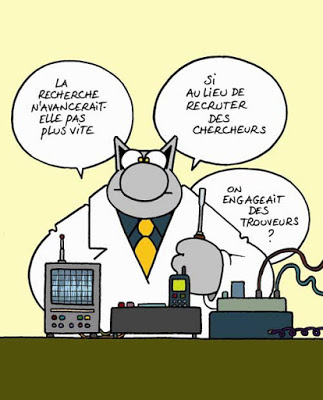 LA
RECHERCHE
N'AVANCERAIT-
ELLE PAS
PLUS VITE
SI
AU LIEU DE
RECRUTER
DES
CHERCHEURS
ON
ENGAGEAIT
DES
TROUVEURS
?